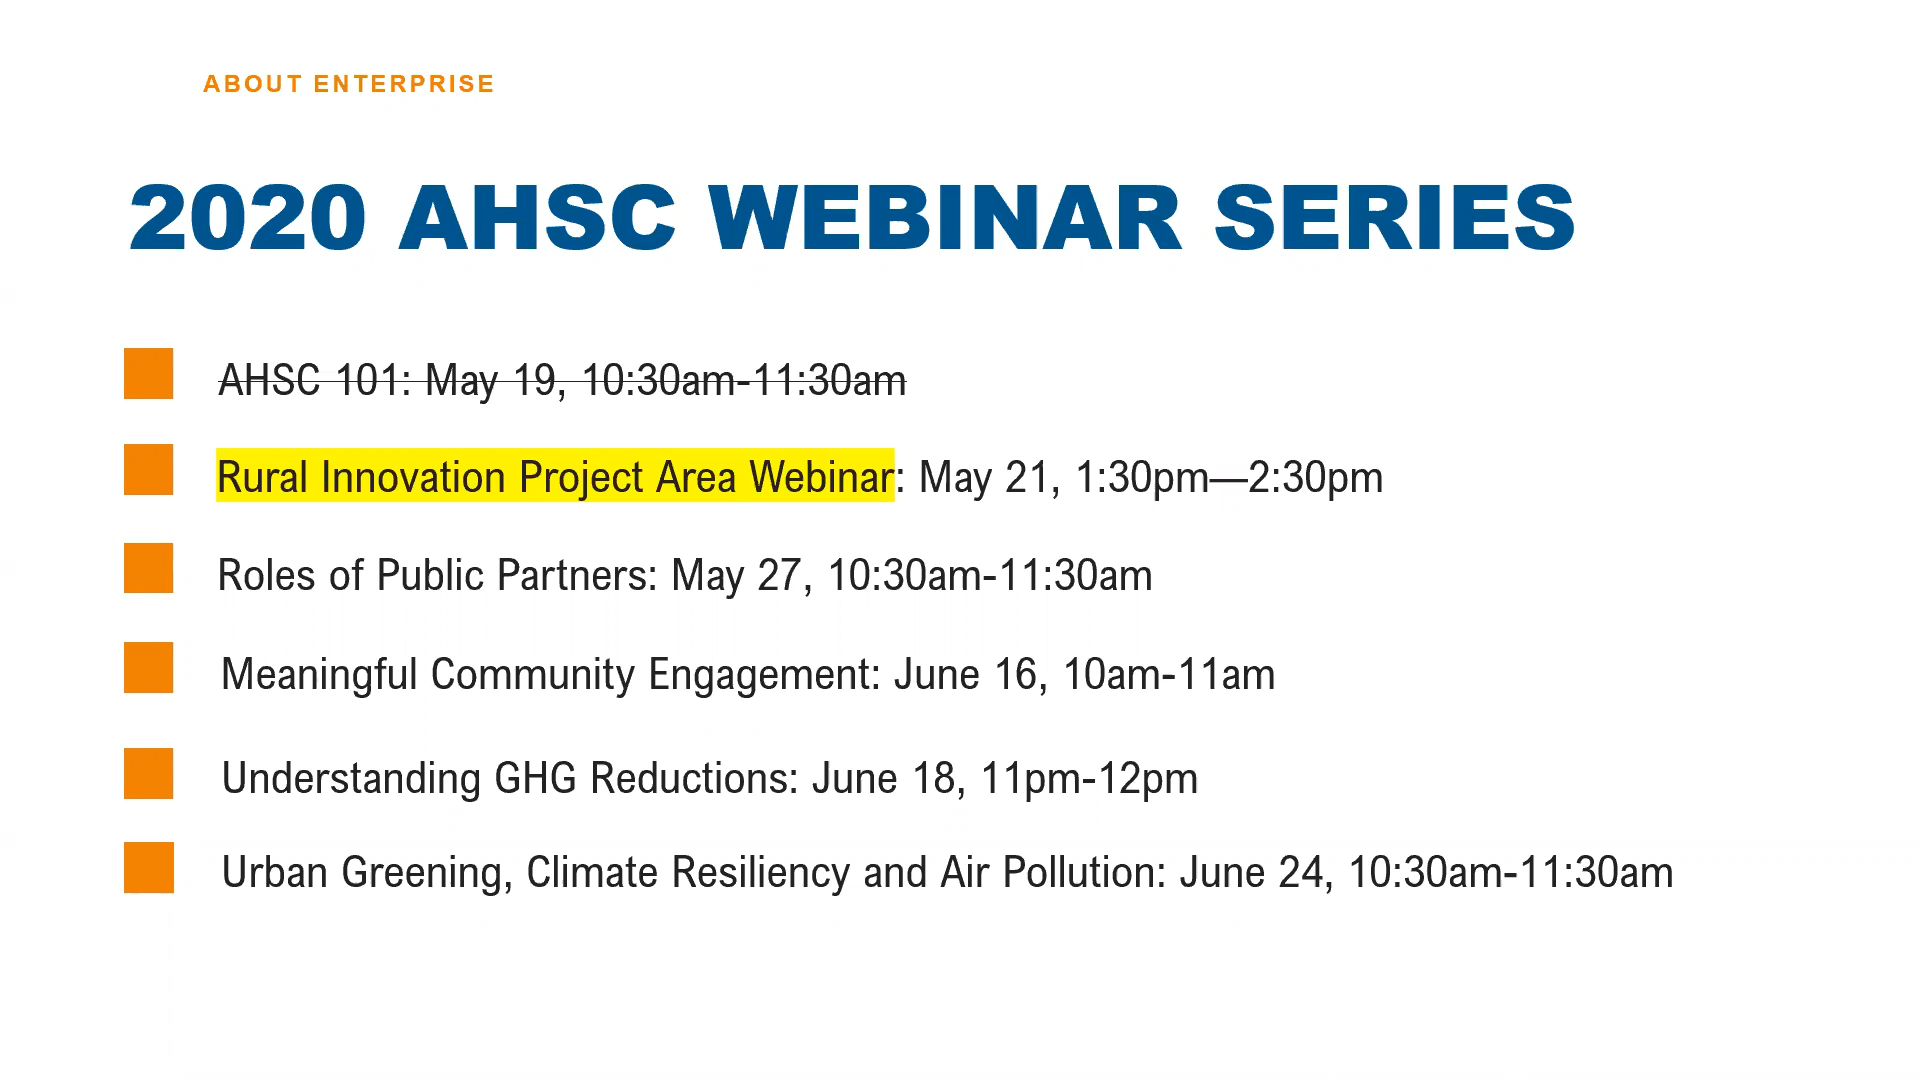 ABOUT ENTERPRISE
2020 AHSC WEBINAR SERIES
AHSC 101: May 19, 10:30am-11:30am
Rural Innovation Project Area Webinar: May 21, 1:30pm—2:30pm
Roles of Public Partners: May 27, 10:30am-11:30am
Meaningful Community Engagement: June 16, 10am-11am
Understanding GHG Reductions: June 18, 11pm-12pm
Urban Greening, Climate Resiliency and Air Pollution: June 24, 10:30am-11:30am